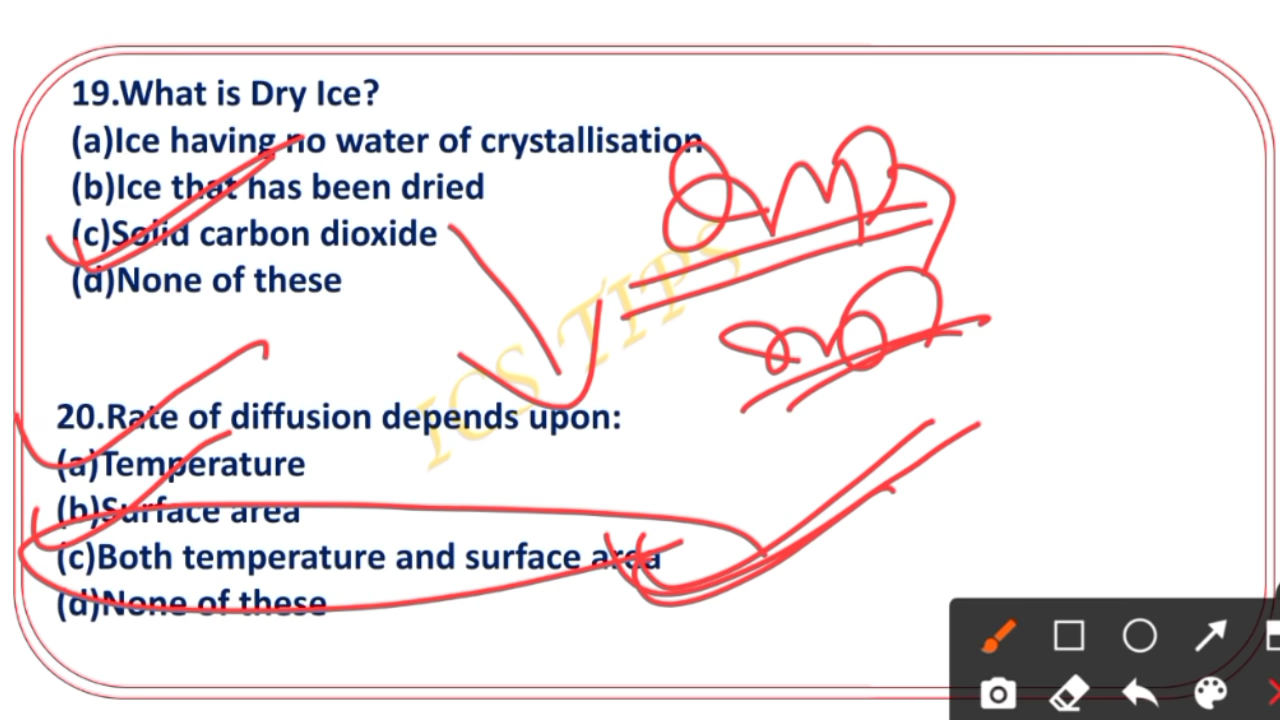 19.What is Dry Ice?
(a)Ice having no water of crystallisation
(b)Ice that has been dried
(c)Solid carbon dioxide
(d)None of these
ICS TIPS
20.Rate of diffusion depends upon:
(a)Temperature
(b)Surface area
(c)Both temperature and surface area
(d)None of these